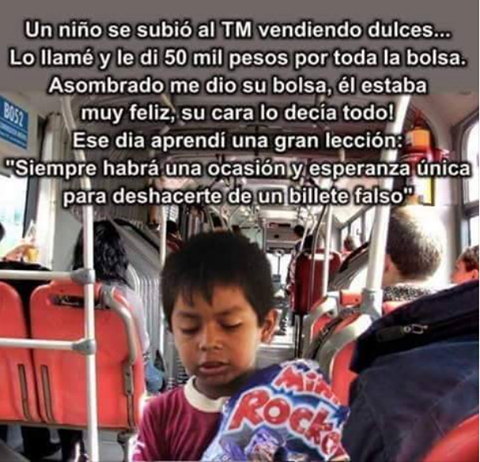 Un niño se subió al TM vendiendo dulces...
Lo llamé y le di 50 mil pesos por toda la bolsa.
Asombrado me dio su bolsa, él estaba
muy feliz, su cara lo decía todo!
Ese dia aprendí una gran lección:
"Siempre habrá una ocasión y esperanza única
para deshacerte de un billete falso"
B052
Mini
Rocke